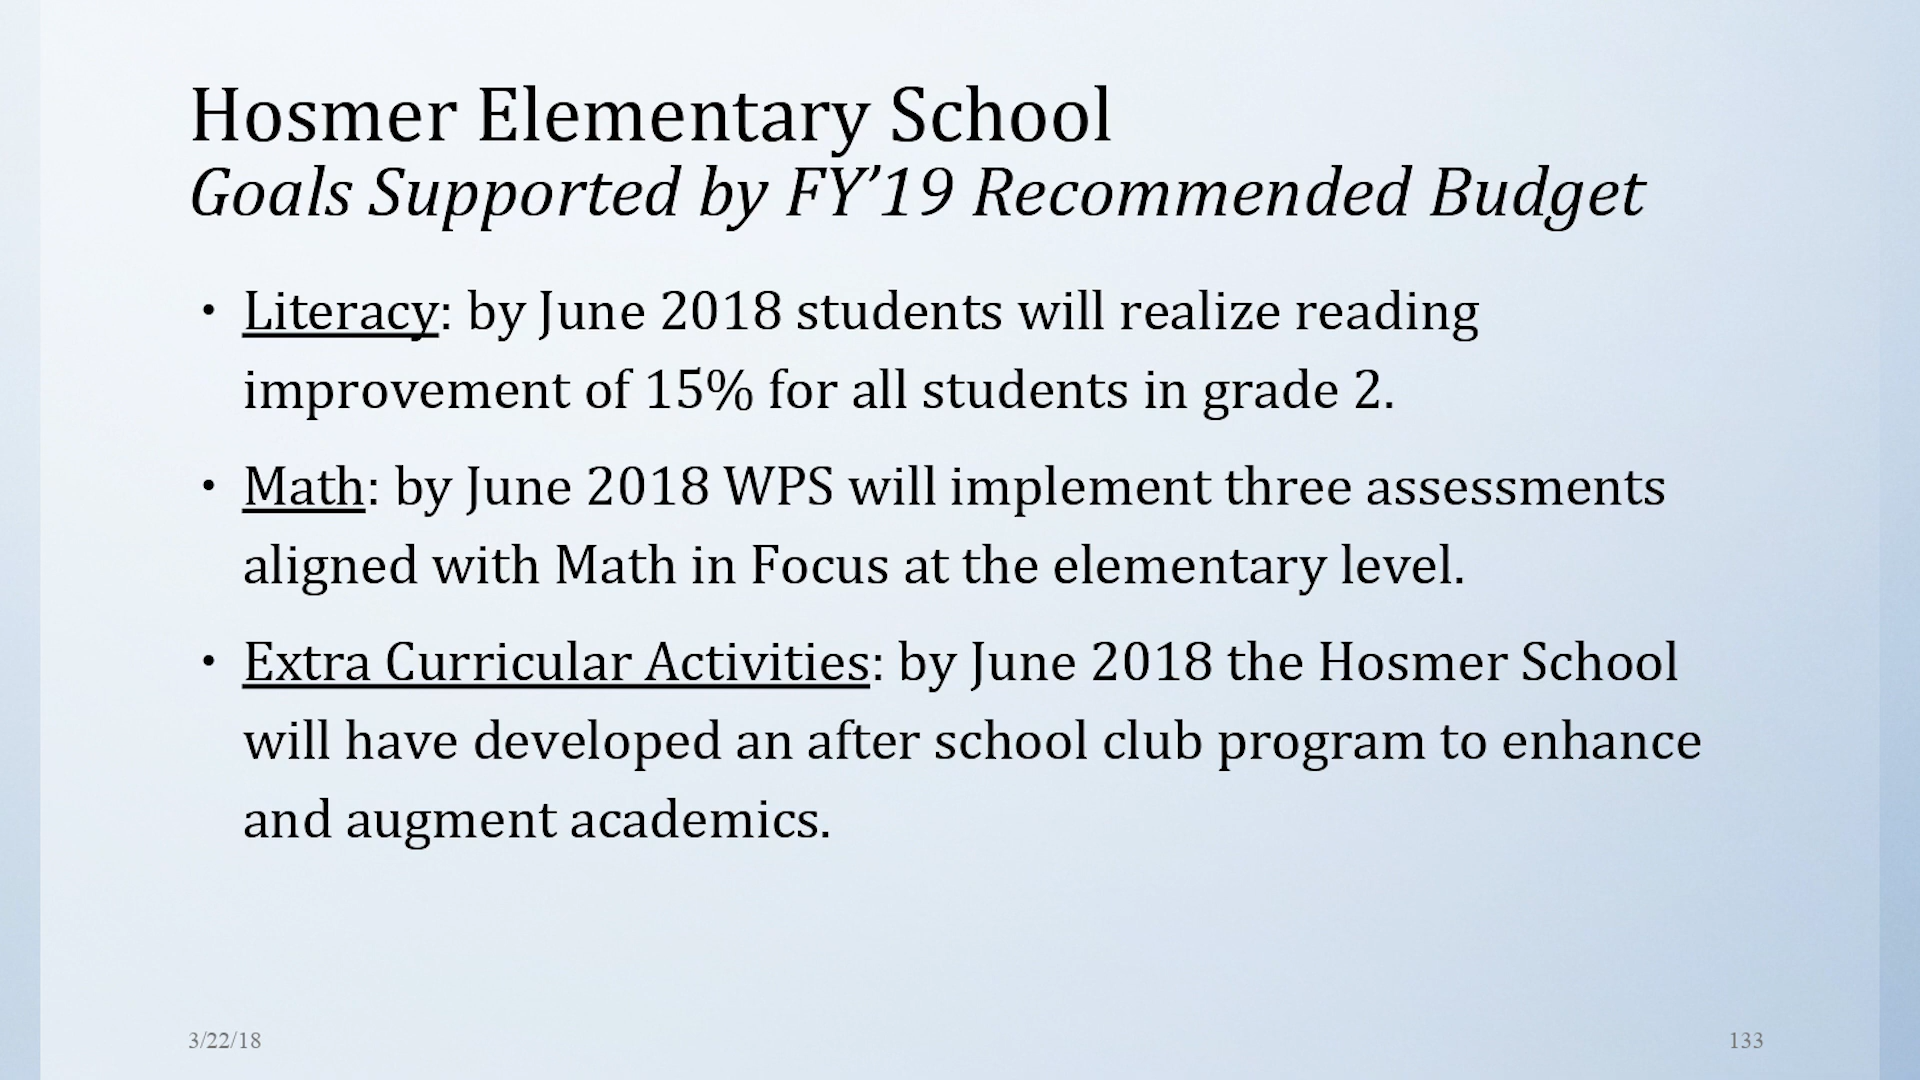 Hosmer Elementary School
Goals Supported by FY’19 Recommended Budget
• Literacy: by June 2018 students will realize reading
improvement of 15% for all students in grade 2.
• Math: by June 2018 WPS will implement three assessments
aligned with Math in Focus at the elementary level.
• Extra Curricular Activities: by June 2018 the Hosmer School
will have developed an after school club program to enhance
and augment academics.
3/22/18
133